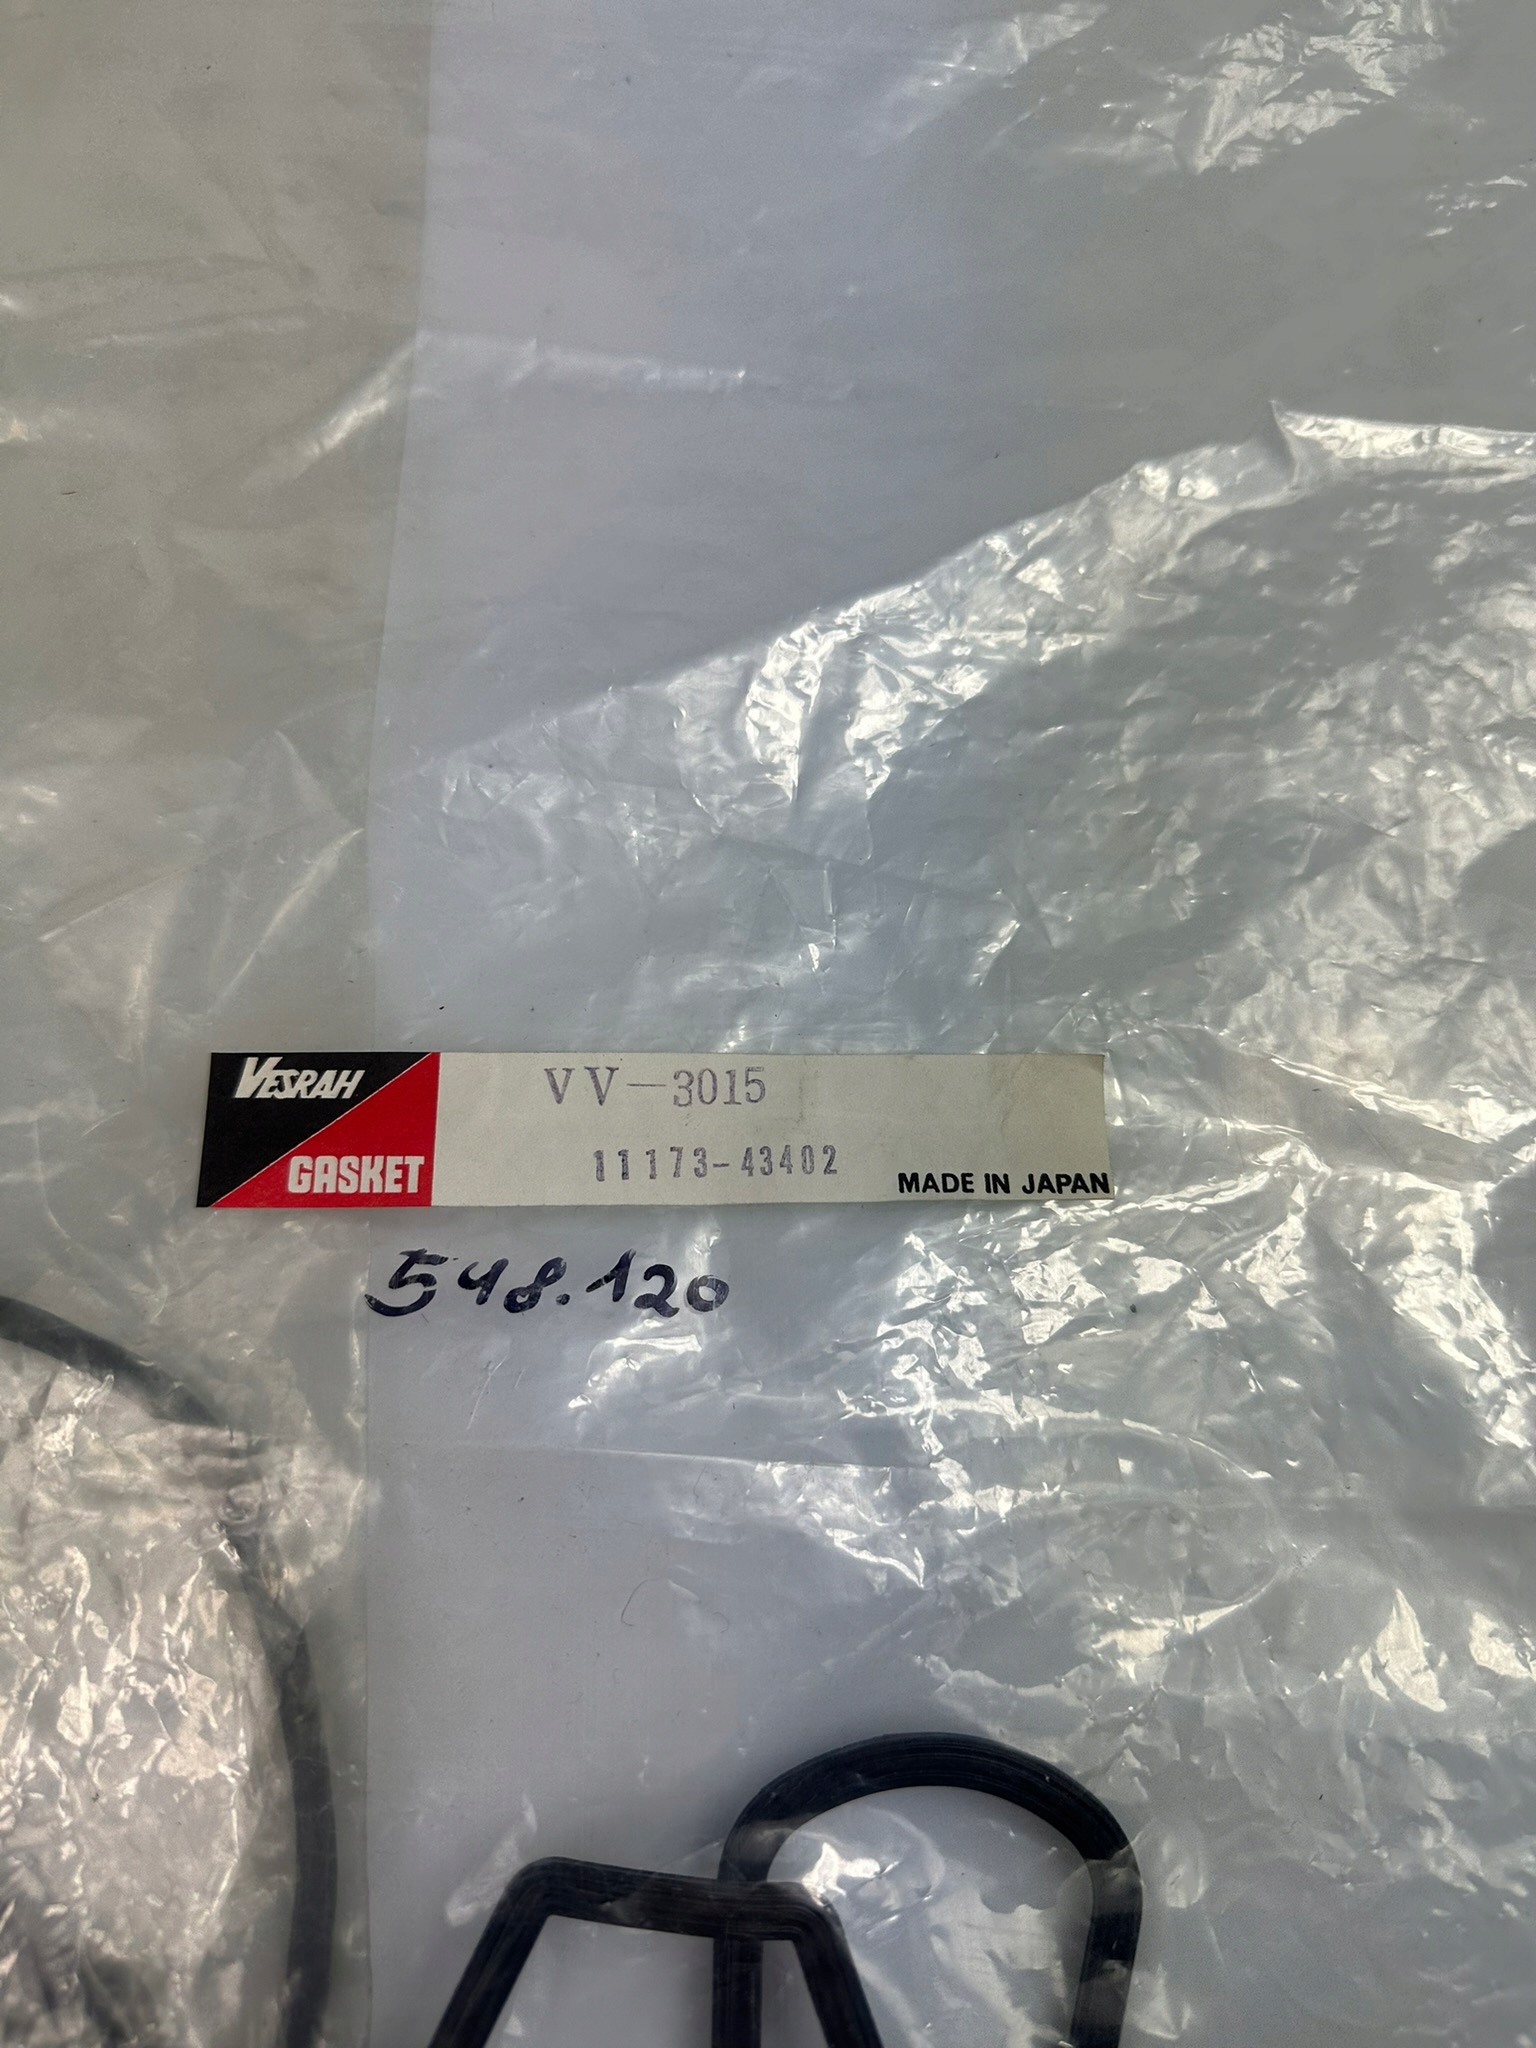 VESRAH
GASKET
VV-3015
11173-43402
MADE IN JAPAN
548.120